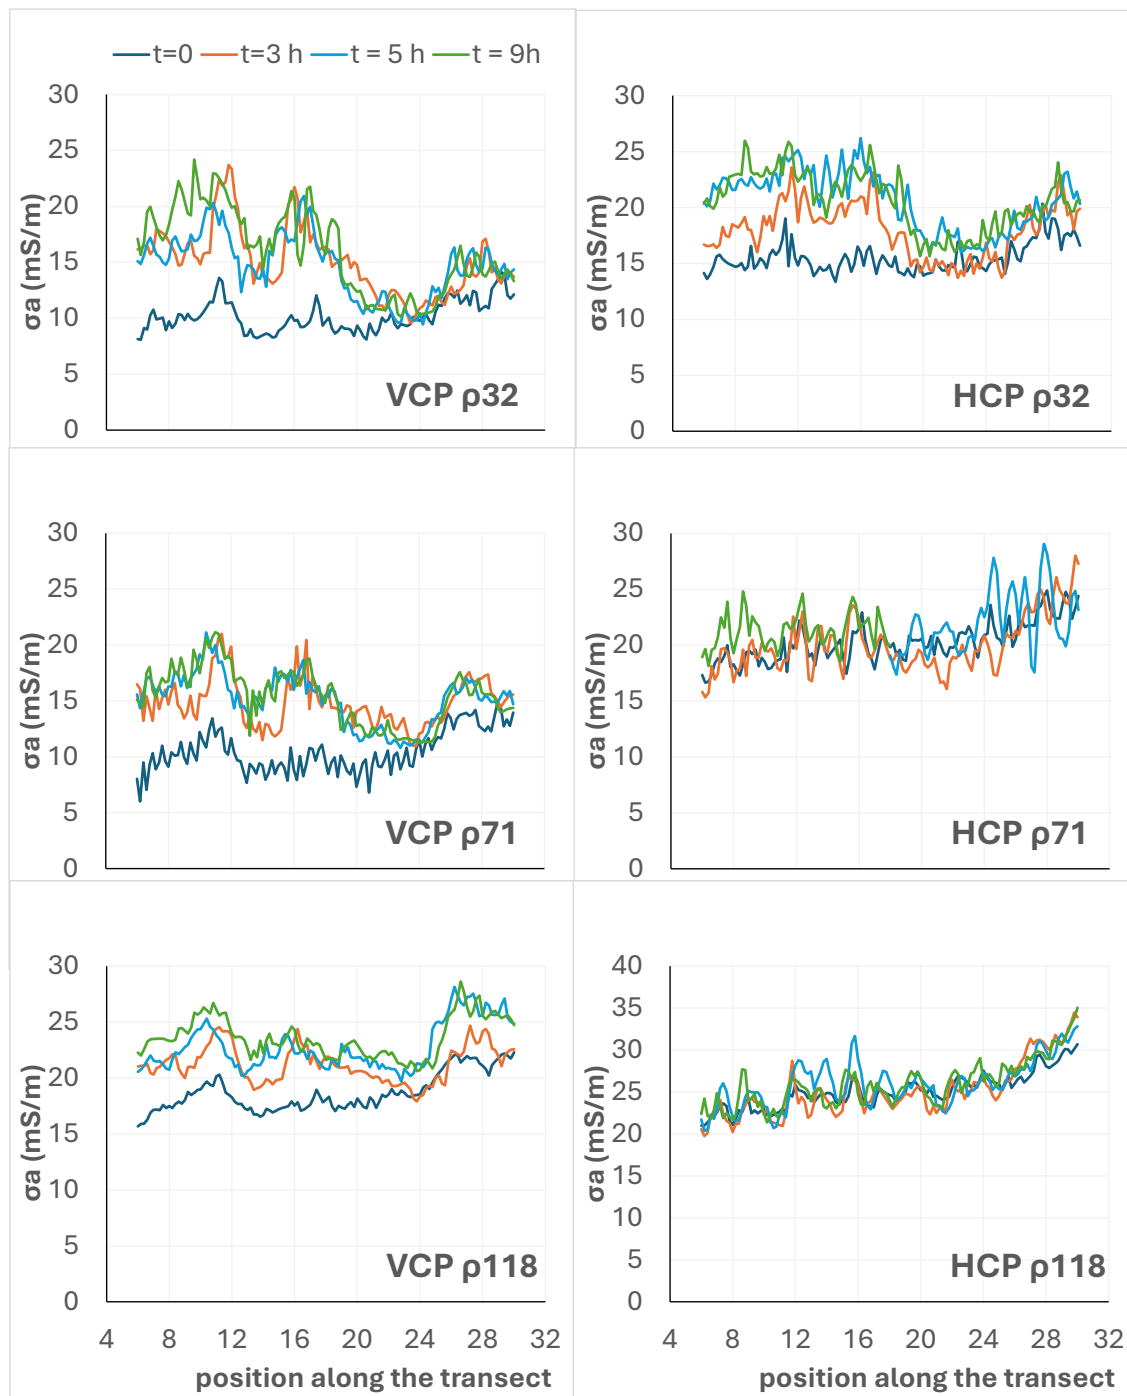 t=0 t=3 h t = 5 h t = 9h
30
25
20
15
10
5
0
σa (mS/m)
VCP ρ32
30
25
20
15
10
5
0
σa (mS/m)
HCP ρ32
30
25
20
15
10
5
0
σa (mS/m)
VCP ρ71
30
25
20
15
10
5
0
σa (mS/m)
HCP ρ71
30
25
20
15
10
5
0
σa (mS/m)
VCP ρ118
4 8 12 16 20 24 28 32
position along the transect
40
35
30
25
20
15
10
5
0
σa (mS/m)
HCP ρ118
4 8 12 16 20 24 28 32
position along the transect